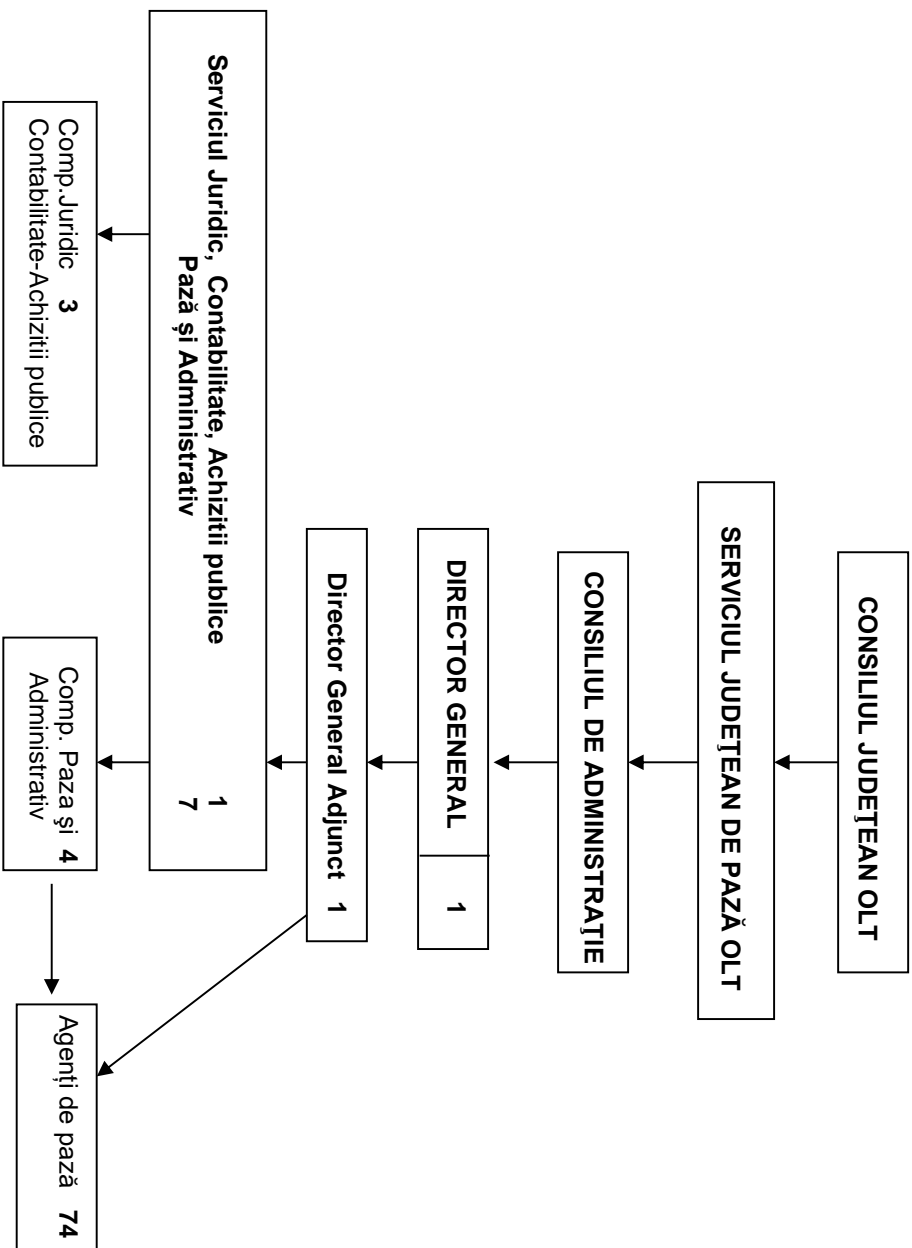 CONSILIUL JUDEŢEAN OLT
SERVICIUL JUDEŢEAN DE PAZĂ OLT
CONSILIUL DE ADMINISTRAŢIE
DIRECTOR GENERAL 1
Director General Adjunct 1
Serviciul Juridic, Contabilitate, Achizitii publice 1
Pază și Administrativ 7
Comp.Juridic 3
Contabilitate-Achizitii publice
Comp. Paza şi 4
Administrativ
Agenți de pază 74